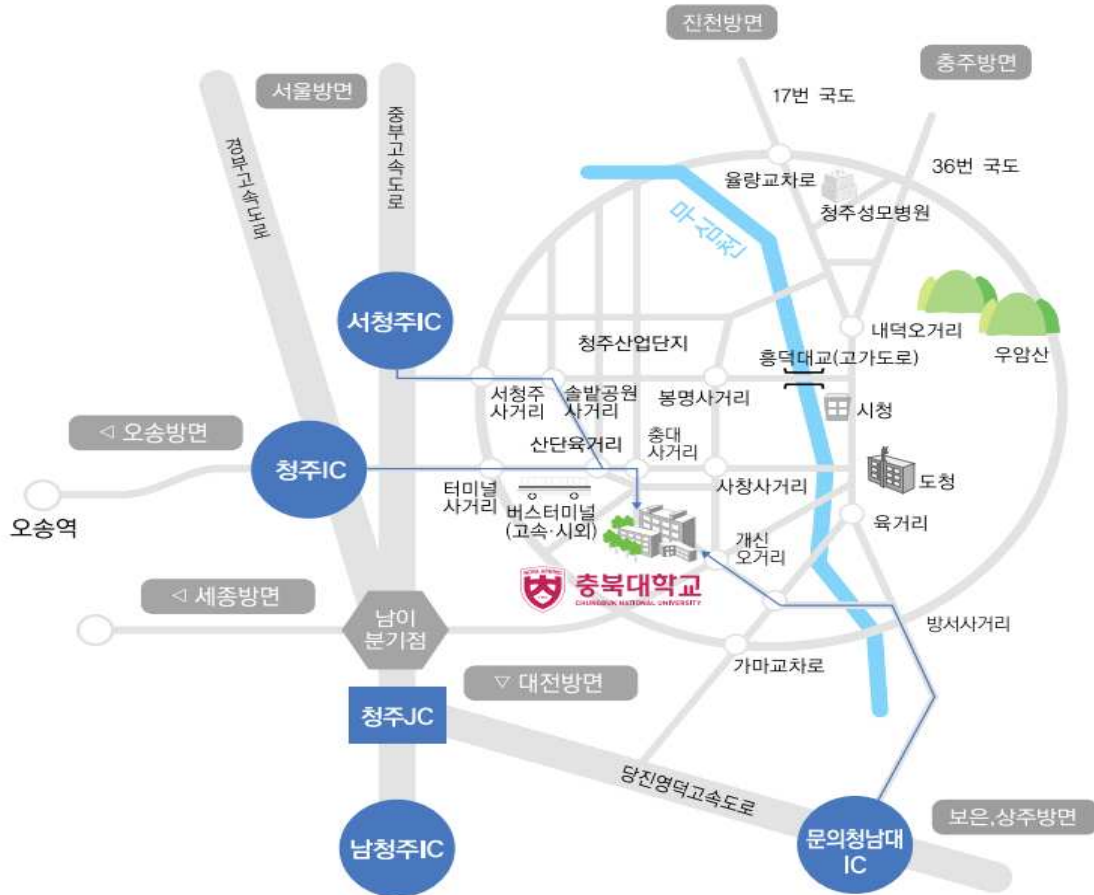 진천방면
서울방면
충주방면
17번 국도
중부고속도로
경부고속도로
36번 국도
율량교차로
청주성모병원
무심천
서청주IC
내덕오거리
우암산
청주산업단지
흥덕대교(고가도로)
서청주
사거리
솔밭공원
사거리
봉명사거리
시청
◁ 오송방면
산단육거리
충대
사거리
청주IC
도청
터미널
사거리
버스터미널
(고속·시외)
사창사거리
오송역
육거리
개신
오거리
충북대학교
CHUNGBUK NATIONAL UNIVERSITY
◁ 세종방면
남이
분기점
방서사거리
가마교차로
▽ 대전방면
청주JC
당진영덕고속도로
남청주IC
문의청남대
IC
보은,상주방면